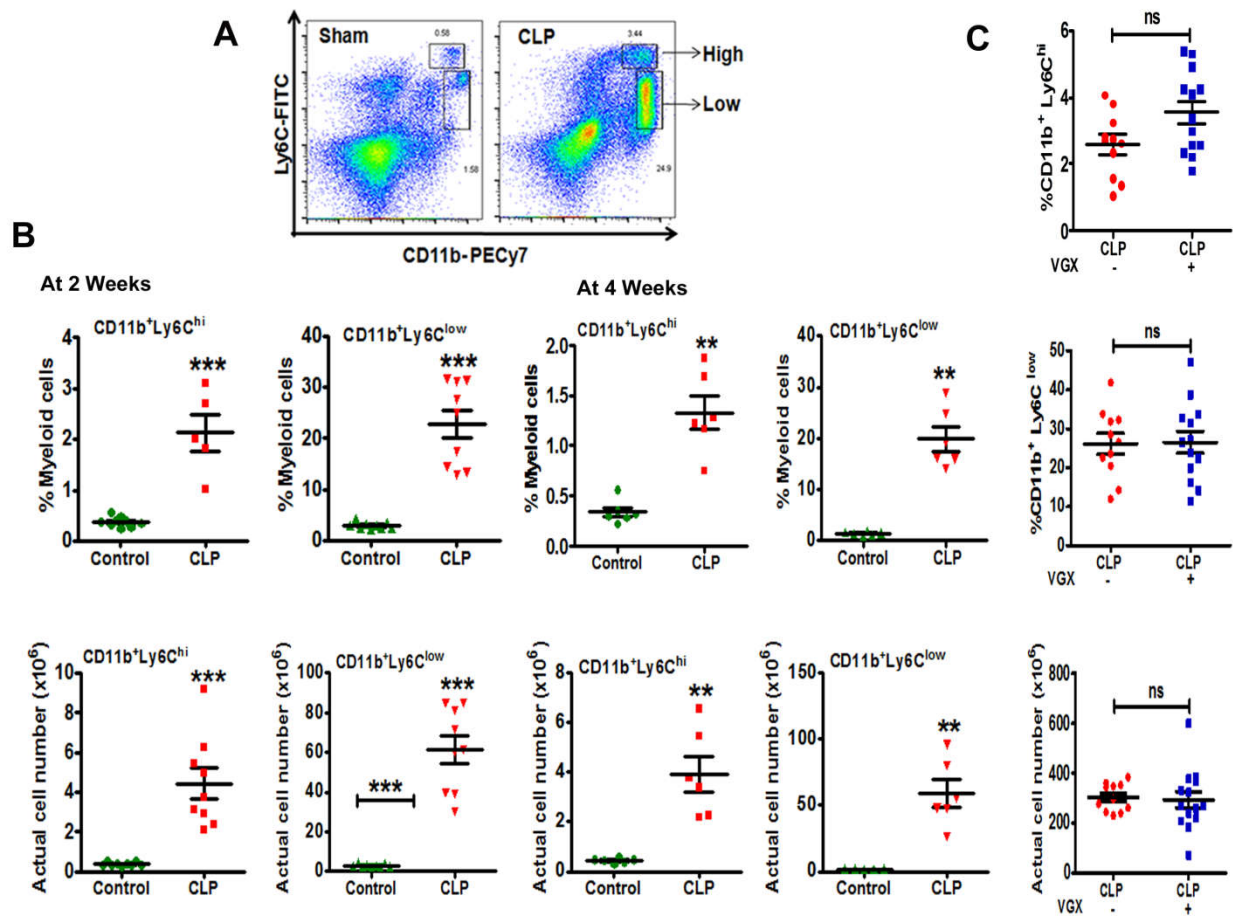 A
Sham
0.58
1.58
CLP
3.44
24.9
High
Low
Ly6C-FITC
CD11b-PECy7
C
ns
%CD11b⁺ Ly6Cʰⁱ
6
4
2
0
CLP CLP
VGX - +
B
At 2 Weeks
At 4 Weeks
CD11b⁺Ly6Cʰⁱ
***
% Myeloid cells
4
3
2
1
0
Control CLP
CD11b⁺Ly6Cˡᵒʷ
***
% Myeloid cells
40
30
20
10
0
Control CLP
CD11b⁺Ly6Cʰⁱ
**
% Myeloid cells
2.0
1.5
1.0
0.5
0.0
Control CLP
CD11b⁺Ly6Cˡᵒʷ
**
% Myeloid cells
40
30
20
10
0
Control CLP
ns
%CD11b⁺ Ly6C ˡᵒʷ
50
40
30
20
10
0
CLP CLP
VGX - +
CD11b⁺Ly6Cʰⁱ
***
Actual cell number (x10⁶)
10
8
6
4
2
0
Control CLP
CD11b⁺Ly6Cˡᵒʷ
***
***
Actual cell number (x10⁶)
100
80
60
40
20
0
Control CLP
CD11b⁺Ly6Cʰⁱ
**
Actual cell number (x10⁶)
8
6
4
2
0
Control CLP
CD11b⁺Ly6Cˡᵒʷ
**
Actual cell number (x10⁶)
150
100
50
0
Control CLP
ns
Actual cell number (x10⁶)
800
600
400
200
0
CLP CLP
VGX - +